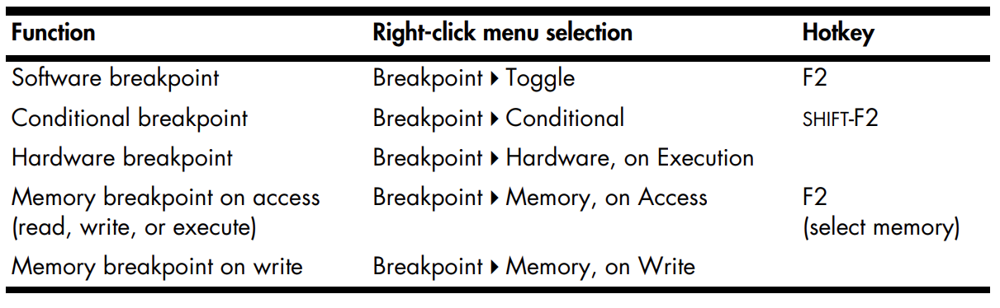 Function Right-click menu selection Hotkey
Software breakpoint Breakpoint ▸ Toggle F2
Conditional breakpoint Breakpoint ▸ Conditional SHIFT-F2
Hardware breakpoint Breakpoint ▸ Hardware, on Execution
Memory breakpoint on access Breakpoint ▸ Memory, on Access F2
(read, write, or execute) (select memory)
Memory breakpoint on write Breakpoint ▸ Memory, on Write